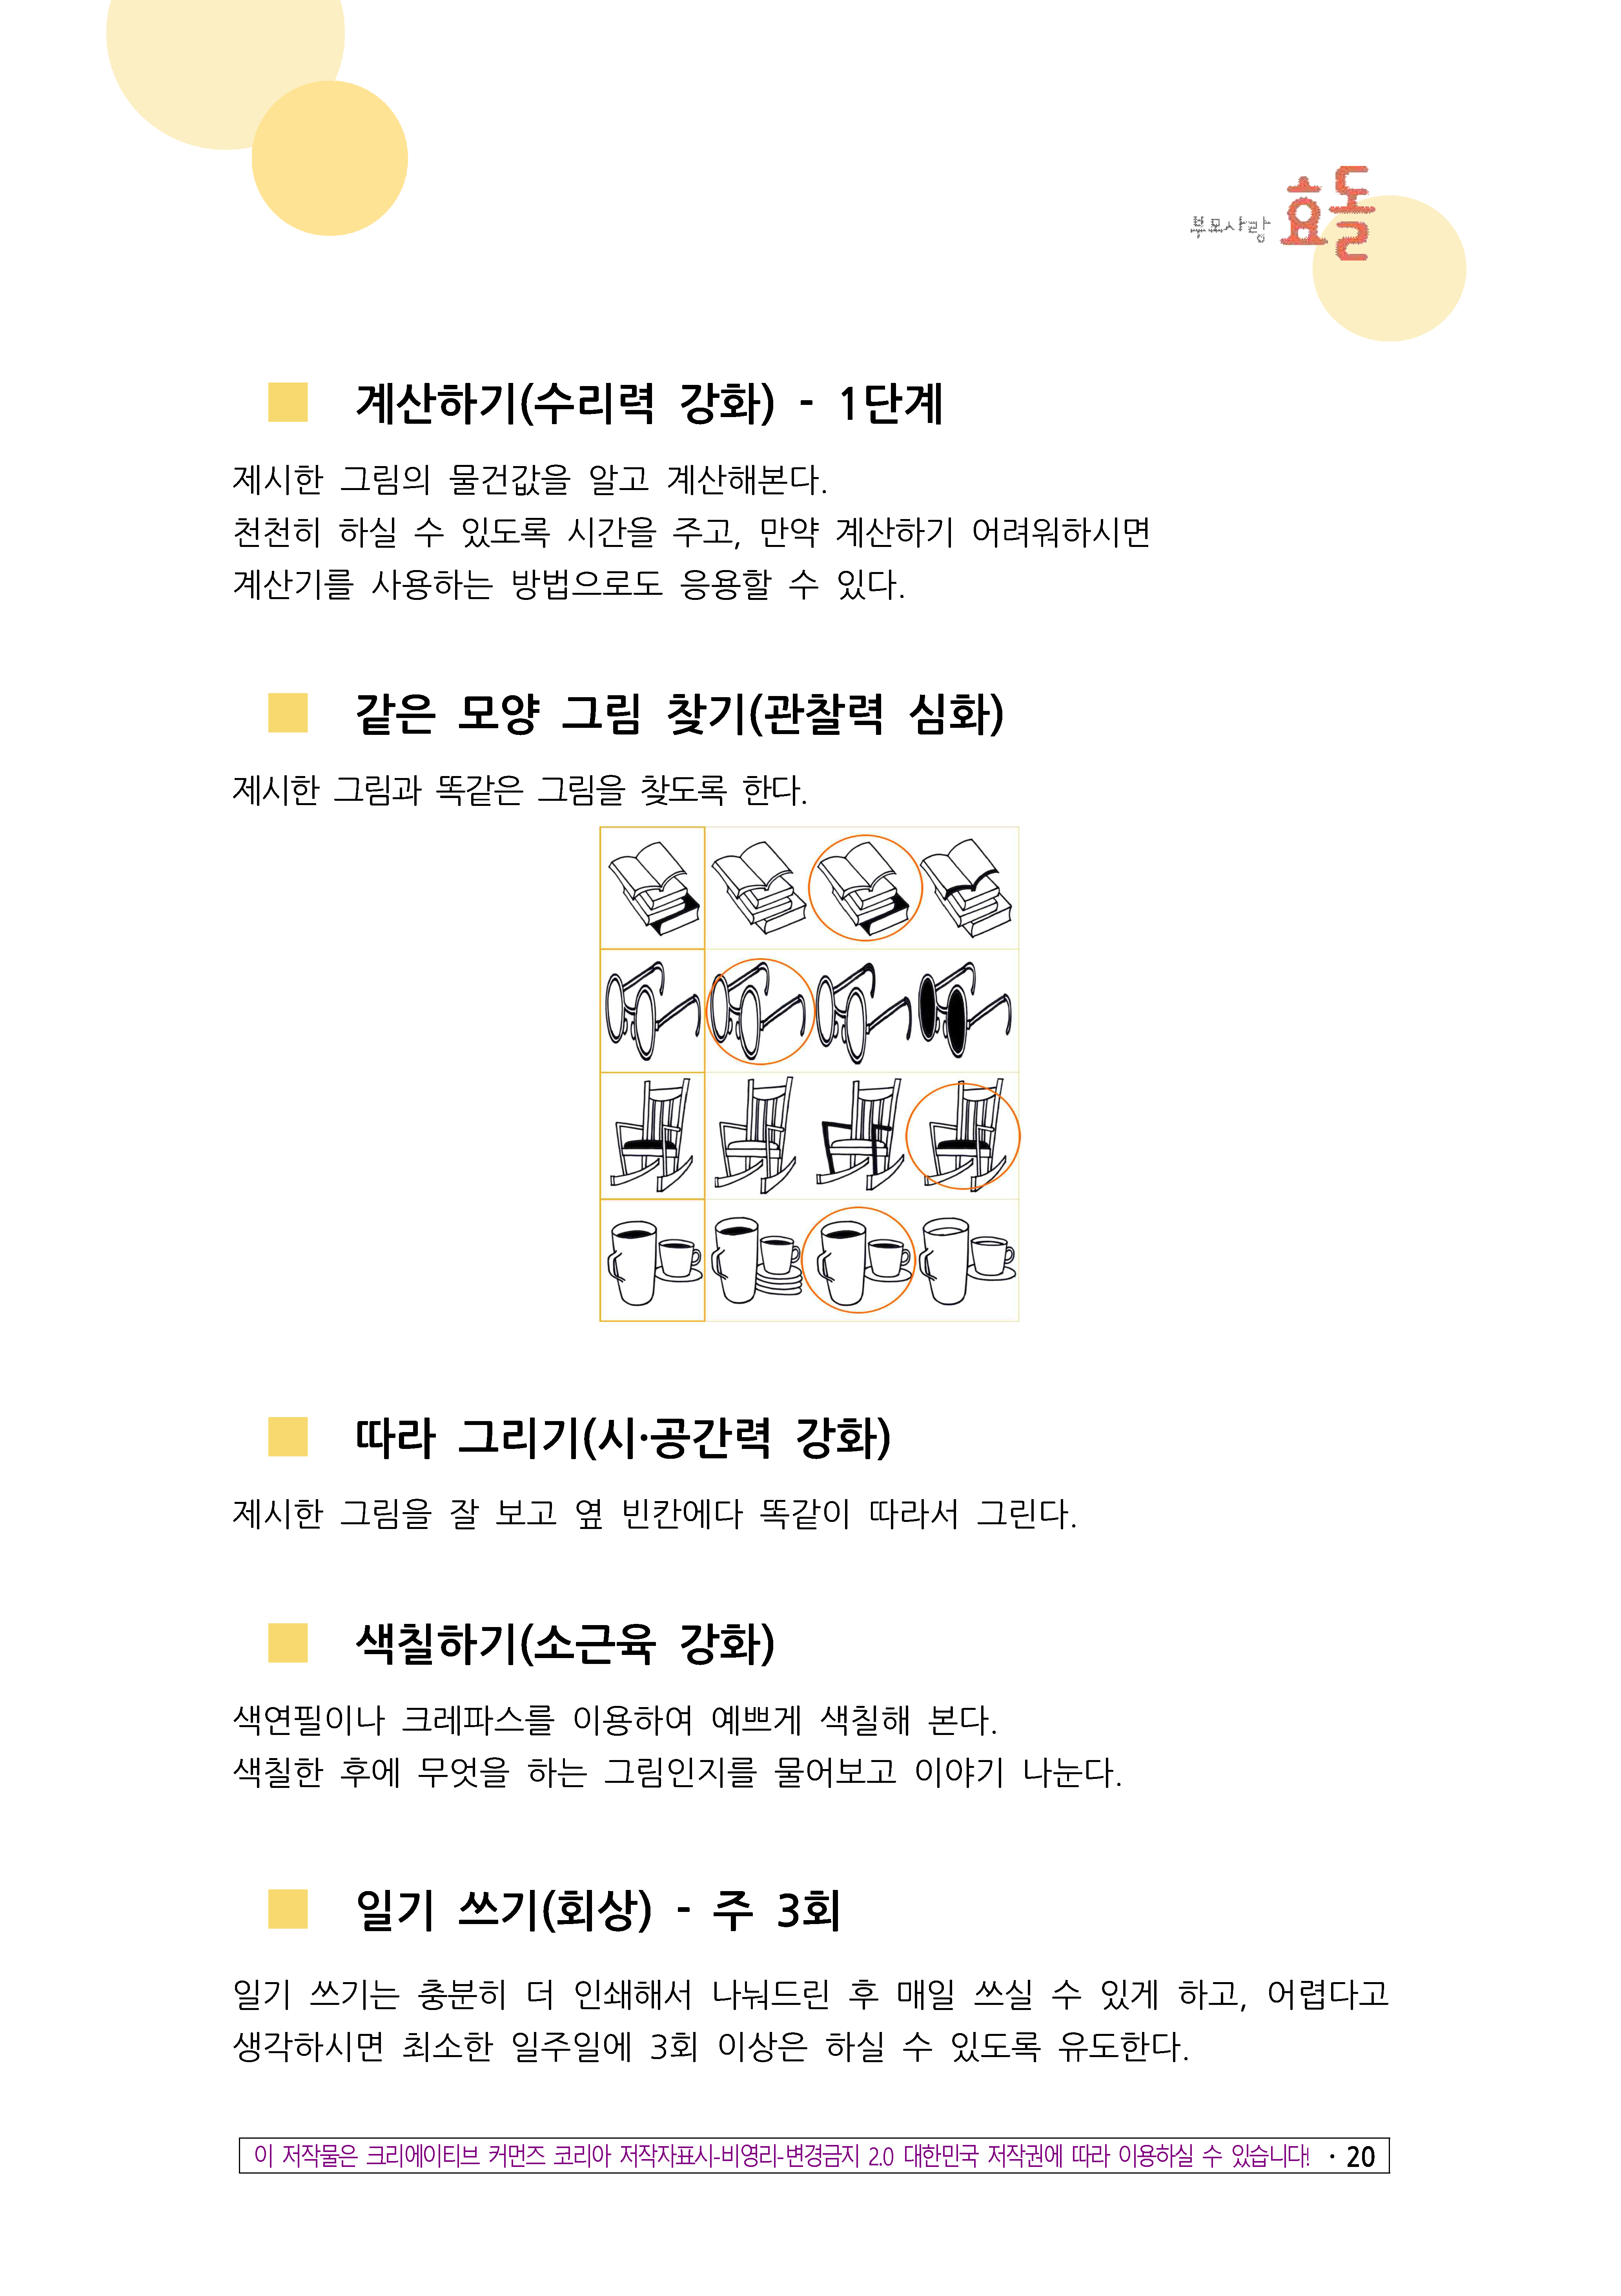 부모사랑 효돌
계산하기(수리력 강화) - 1단계
제시한 그림의 물건값을 알고 계산해본다.
천천히 하실 수 있도록 시간을 주고, 만약 계산하기 어려워하시면
계산기를 사용하는 방법으로도 응용할 수 있다.
같은 모양 그림 찾기(관찰력 심화)
제시한 그림과 똑같은 그림을 찾도록 한다.
따라 그리기(시·공간력 강화)
제시한 그림을 잘 보고 옆 빈칸에다 똑같이 따라서 그린다.
색칠하기(소근육 강화)
색연필이나 크레파스를 이용하여 예쁘게 색칠해 본다.
색칠한 후에 무엇을 하는 그림인지를 물어보고 이야기 나눈다.
일기 쓰기(회상) - 주 3회
일기 쓰기는 충분히 더 인쇄해서 나눠드린 후 매일 쓰실 수 있게 하고, 어렵다고
생각하시면 최소한 일주일에 3회 이상은 하실 수 있도록 유도한다.
이 저작물은 크리에이티브 커먼즈 코리아 저작자표시-비영리-변경금지 2.0 대한민국 저작권에 따라 이용하실 수 있습니다! · 20